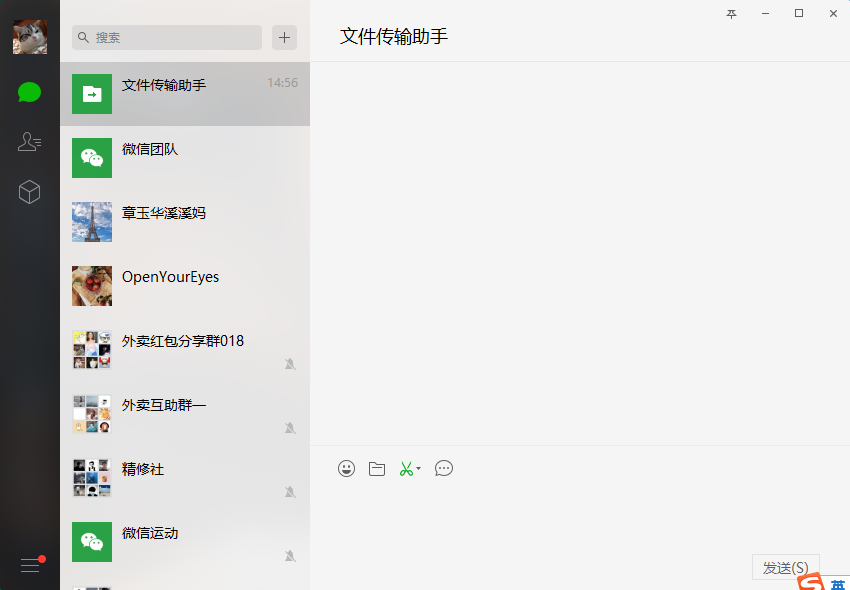 搜索
文件传输助手
14:56
微信团队
章玉华溪溪妈
OpenYourEyes
外卖红包分享群018
外卖互助群一
精修社
微信运动
文件传输助手
发送(S)
英